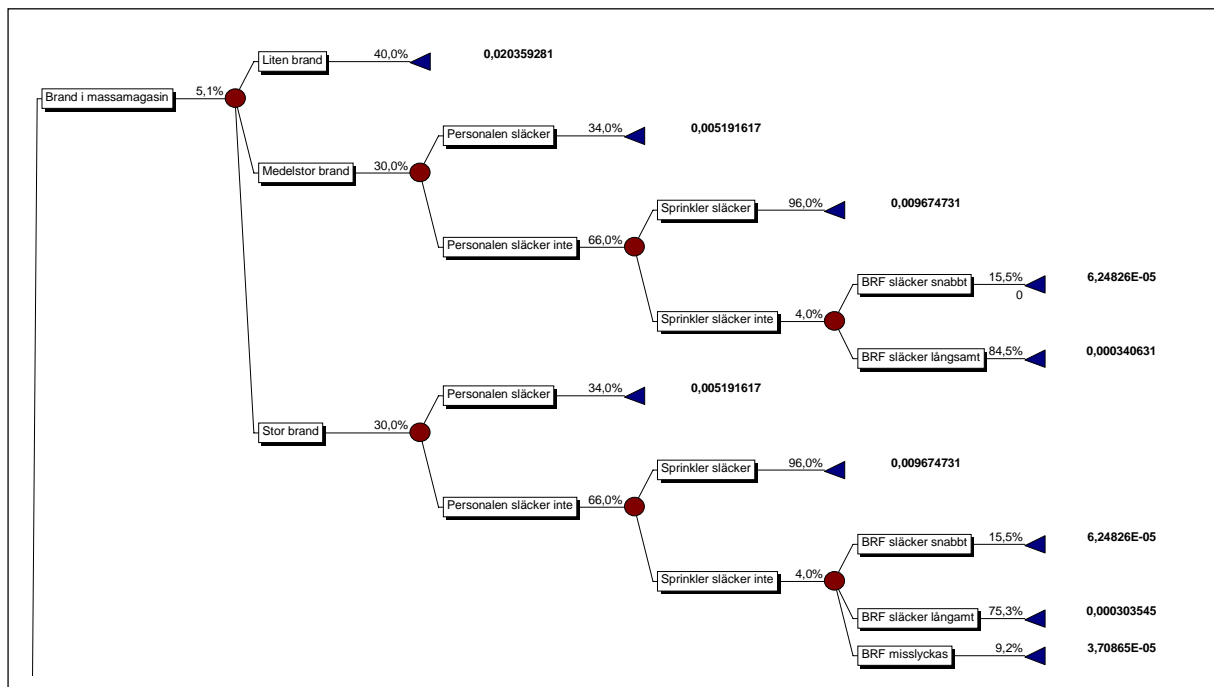 Liten brand 40,0% 0,020359281
Brand i massamagasin 5,1%
Personalen släcker 34,0% 0,005191617
Medelstor brand 30,0%
Sprinkler släcker 96,0% 0,009674731
Personalen släcker inte 66,0%
BRF släcker snabbt 15,5% 6,24826E-05
0
Sprinkler släcker inte 4,0%
BRF släcker långsamt 84,5% 0,000340631
Personalen släcker 34,0% 0,005191617
Stor brand 30,0%
Sprinkler släcker 96,0% 0,009674731
Personalen släcker inte 66,0%
BRF släcker snabbt 15,5% 6,24826E-05
Sprinkler släcker inte 4,0%
BRF släcker långamt 75,3% 0,000303545
BRF misslyckas 9,2% 3,70865E-05